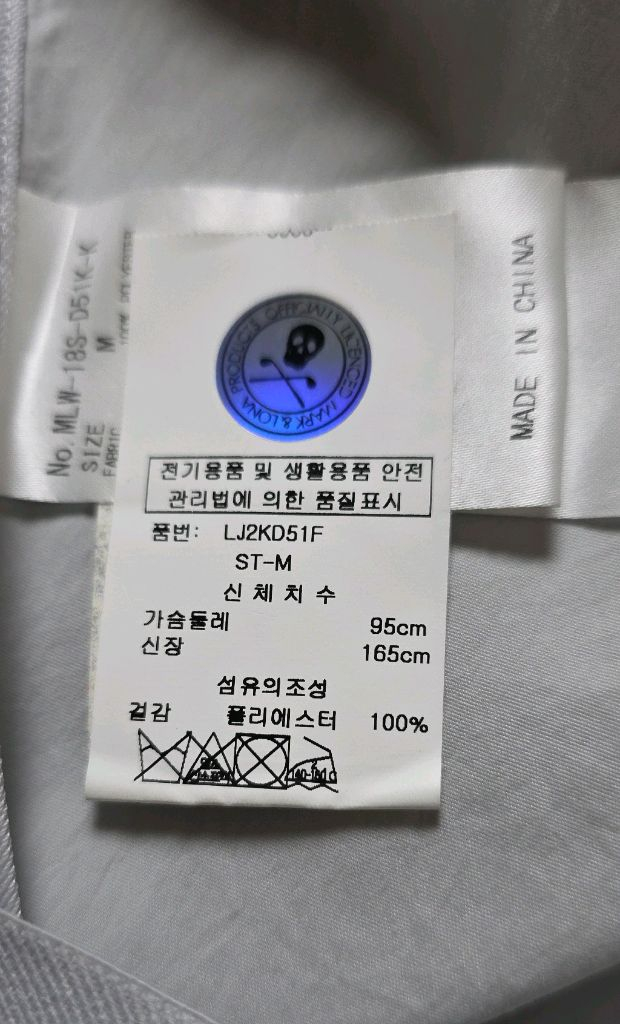 No. MLW-18S-D51K-K
SIZE M
FABRIC
MADE IN CHINA
PRODUCTS OFFICIALLY LICENCED MARK & LONA
전기용품 및 생활용품 안전
관리법에 의한 품질표시
품번: LJ2KD51F
ST-M
신 체 치 수
가슴둘레 95cm
신장 165cm
섬유의조성
겉감 폴리에스터 100%